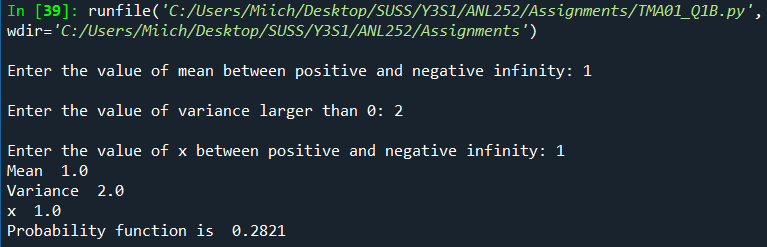 In [39]: runfile('C:/Users/Miich/Desktop/SUSS/Y3S1/ANL252/Assignments/TMA01_Q1B.py',
wdir='C:/Users/Miich/Desktop/SUSS/Y3S1/ANL252/Assignments')
Enter the value of mean between positive and negative infinity: 1
Enter the value of variance larger than 0: 2
Enter the value of x between positive and negative infinity: 1
Mean  1.0
Variance  2.0
x  1.0
Probability function is  0.2821